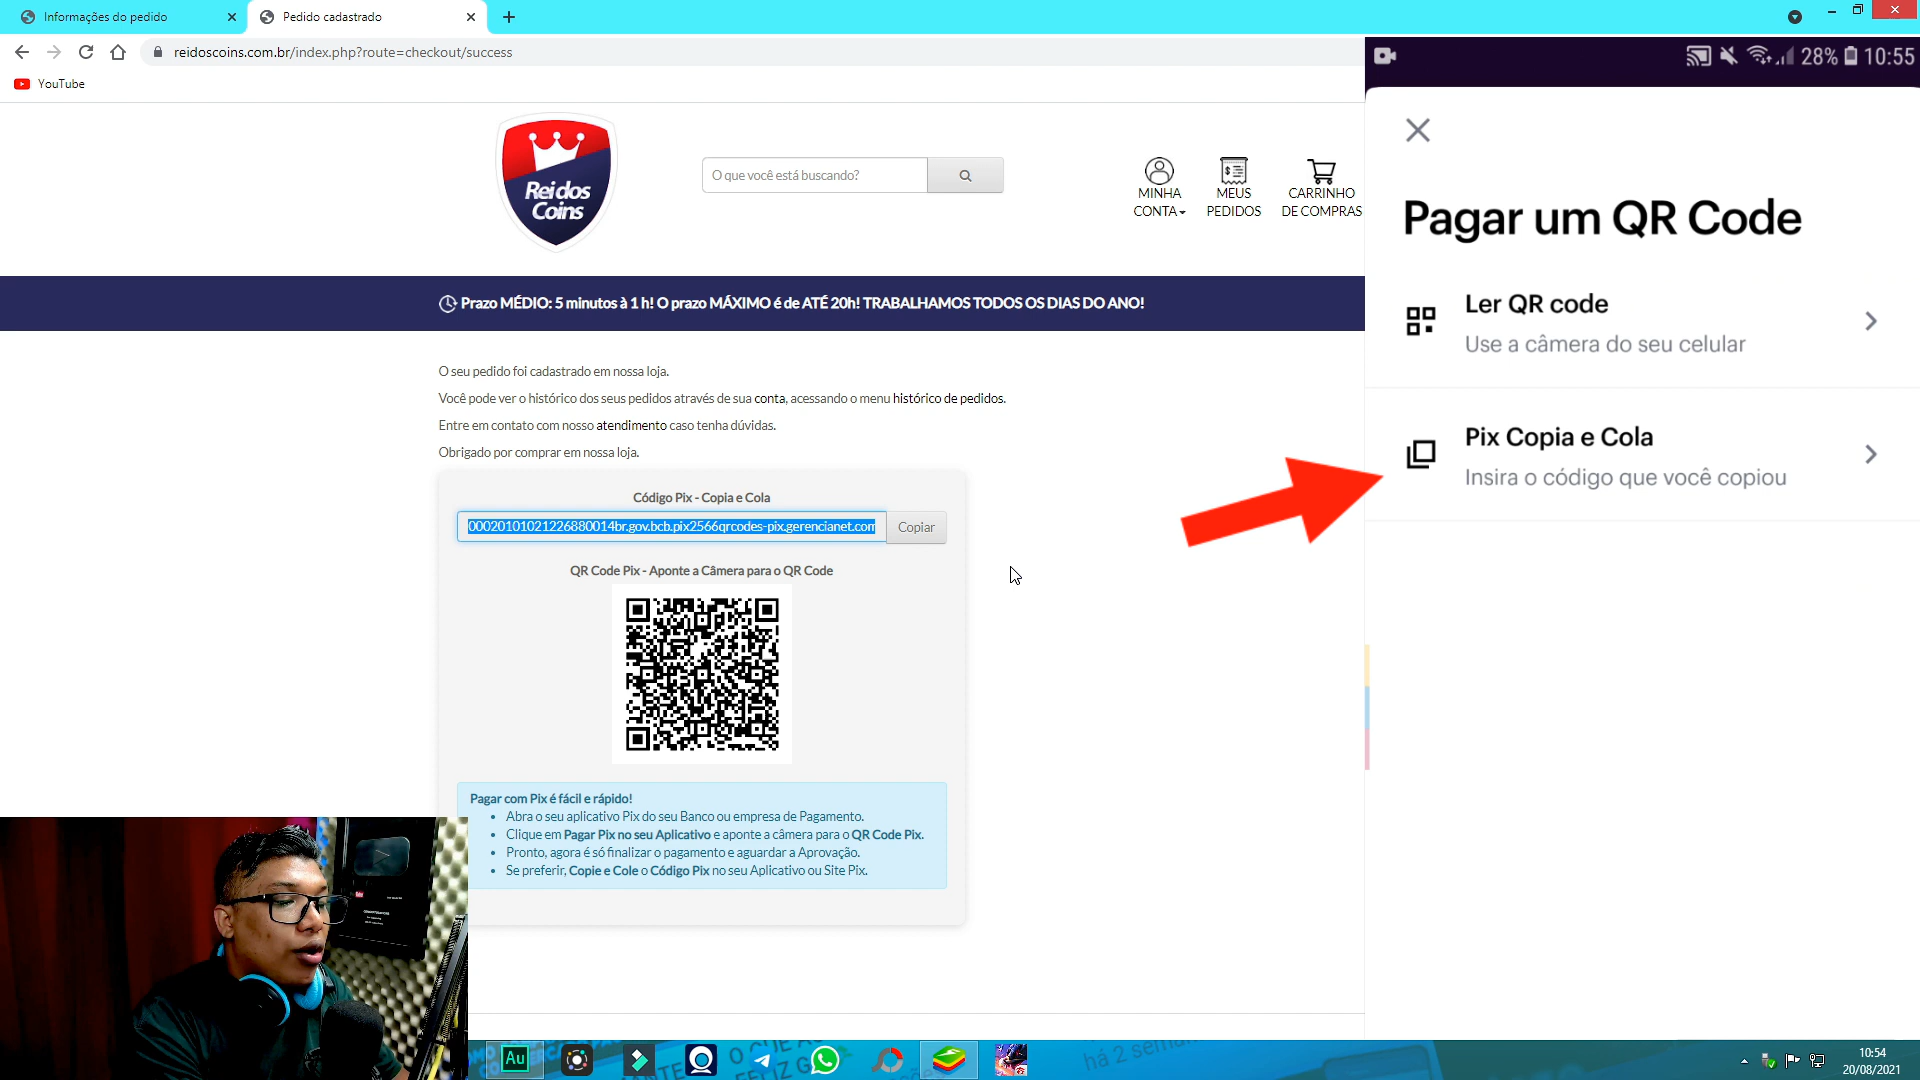 Informações do pedido
Pedido cadastrado
reidoscoins.com.br/index.php?route=checkout/success
YouTube
Rei dos
Coins
O que você está buscando?
MINHA
CONTA
MEUS
PEDIDOS
CARRINHO
DE COMPRAS
Prazo MÉDIO: 5 minutos à 1 h! O prazo MÁXIMO é de ATÉ 20h! TRABALHAMOS TODOS OS DIAS DO ANO!
O seu pedido foi cadastrado em nossa loja.
Você pode ver o histórico dos seus pedidos através de sua conta, acessando o menu histórico de pedidos.
Entre em contato com nosso atendimento caso tenha dúvidas.
Obrigado por comprar em nossa loja.
Código Pix - Copia e Cola
00020101021226880014br.gov.bcb.pix2566qrcodes-pix.gerencianet.com
Copiar
QR Code Pix - Aponte a Câmera para o QR Code
Pagar com Pix é fácil e rápido!
Abra o seu aplicativo Pix do seu Banco ou empresa de Pagamento.
Clique em Pagar Pix no seu Aplicativo e aponte a câmera para o QR Code Pix.
Pronto, agora é só finalizar o pagamento e aguardar a Aprovação.
Se preferir, Copie e Cole o Código Pix no seu Aplicativo ou Site Pix.
28% 10:55
Pagar um QR Code
Ler QR code
Use a câmera do seu celular
Pix Copia e Cola
Insira o código que você copiou
Au
há 2 sem
10:54
20/08/2021